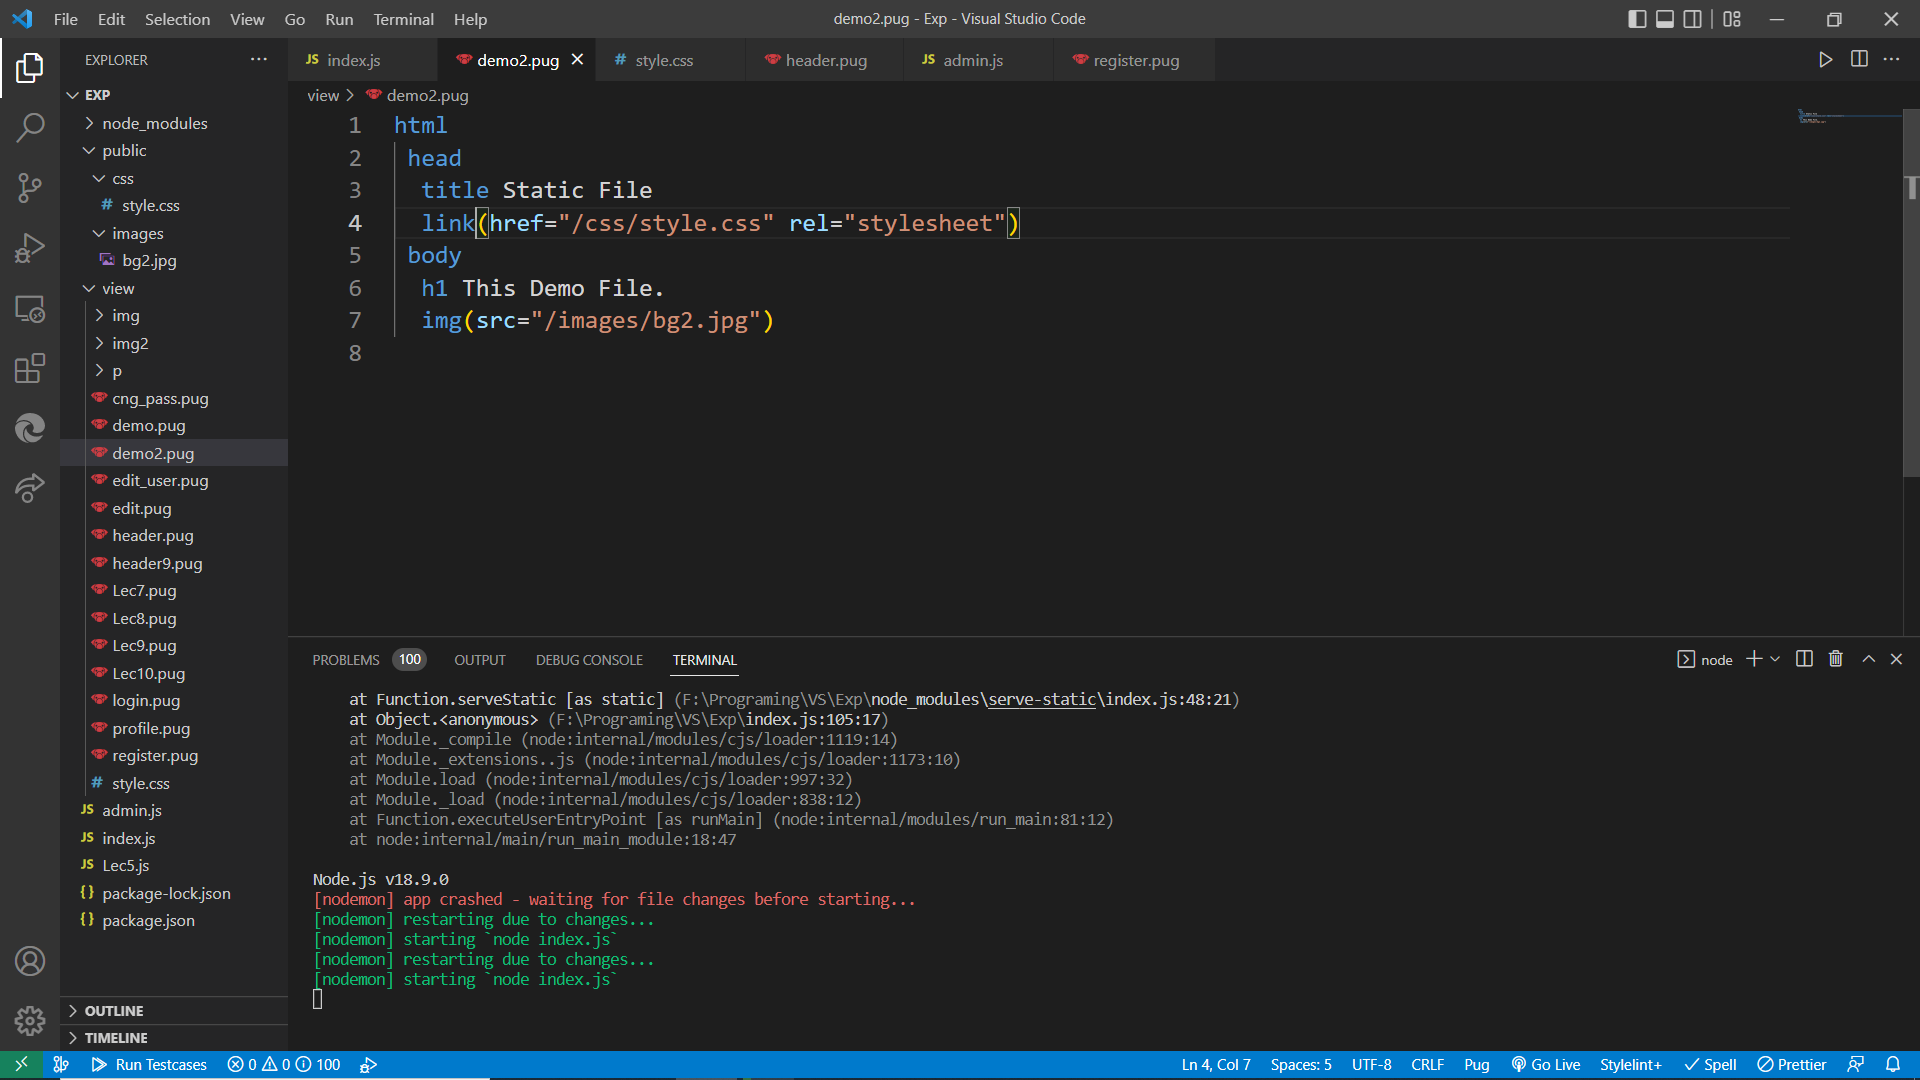 File Edit Selection View Go Run Terminal Help
demo2.pug - Exp - Visual Studio Code
EXPLORER
EXP
node_modules
public
css
# style.css
images
bg2.jpg
view
img
img2
p
cng_pass.pug
demo.pug
demo2.pug
edit_user.pug
edit.pug
header.pug
header9.pug
Lec7.pug
Lec8.pug
Lec9.pug
Lec10.pug
login.pug
profile.pug
register.pug
# style.css
JS admin.js
JS index.js
JS Lec5.js
{} package-lock.json
{} package.json
OUTLINE
TIMELINE
JS index.js
demo2.pug
# style.css
header.pug
JS admin.js
register.pug
view > demo2.pug
1 html
2 head
3 title Static File
4 link(href="/css/style.css" rel="stylesheet")
5 body
6 h1 This Demo File.
7 img(src="/images/bg2.jpg")
8
PROBLEMS 100 OUTPUT DEBUG CONSOLE TERMINAL
node
at Function.serveStatic [as static] (F:\Programing\VS\Exp\node_modules\serve-static\index.js:48:21)
at Object.<anonymous> (F:\Programing\VS\Exp\index.js:105:17)
at Module._compile (node:internal/modules/cjs/loader:1119:14)
at Module._extensions..js (node:internal/modules/cjs/loader:1173:10)
at Module.load (node:internal/modules/cjs/loader:997:32)
at Module._load (node:internal/modules/cjs/loader:838:12)
at Function.executeUserEntryPoint [as runMain] (node:internal/modules/run_main:81:12)
at node:internal/main/run_main_module:18:47
Node.js v18.9.0
[nodemon] app crashed - waiting for file changes before starting...
[nodemon] restarting due to changes...
[nodemon] starting `node index.js`
[nodemon] restarting due to changes...
[nodemon] starting `node index.js`
Run Testcases 0 0 100
Ln 4, Col 7 Spaces: 5 UTF-8 CRLF Pug Go Live Stylelint+ Spell Prettier